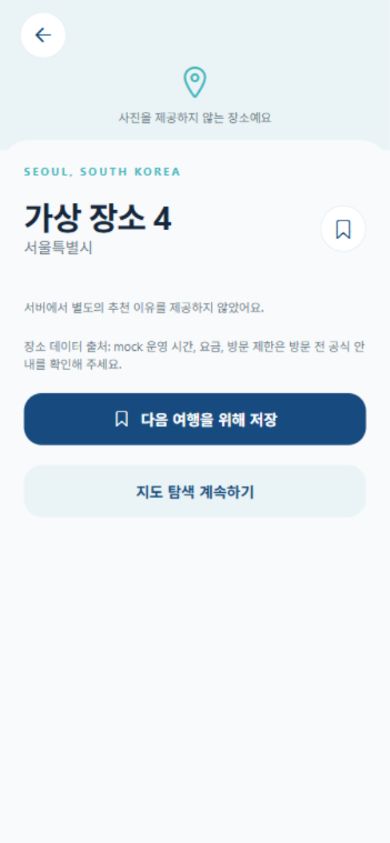 사진을 제공하지 않는 장소예요
SEOUL, SOUTH KOREA
가상 장소 4
서울특별시
서버에서 별도의 추천 이유를 제공하지 않았어요.
장소 데이터 출처: mock 운영 시간, 요금, 방문 제한은 방문 전 공식 안
내를 확인해 주세요.
다음 여행을 위해 저장
지도 탐색 계속하기